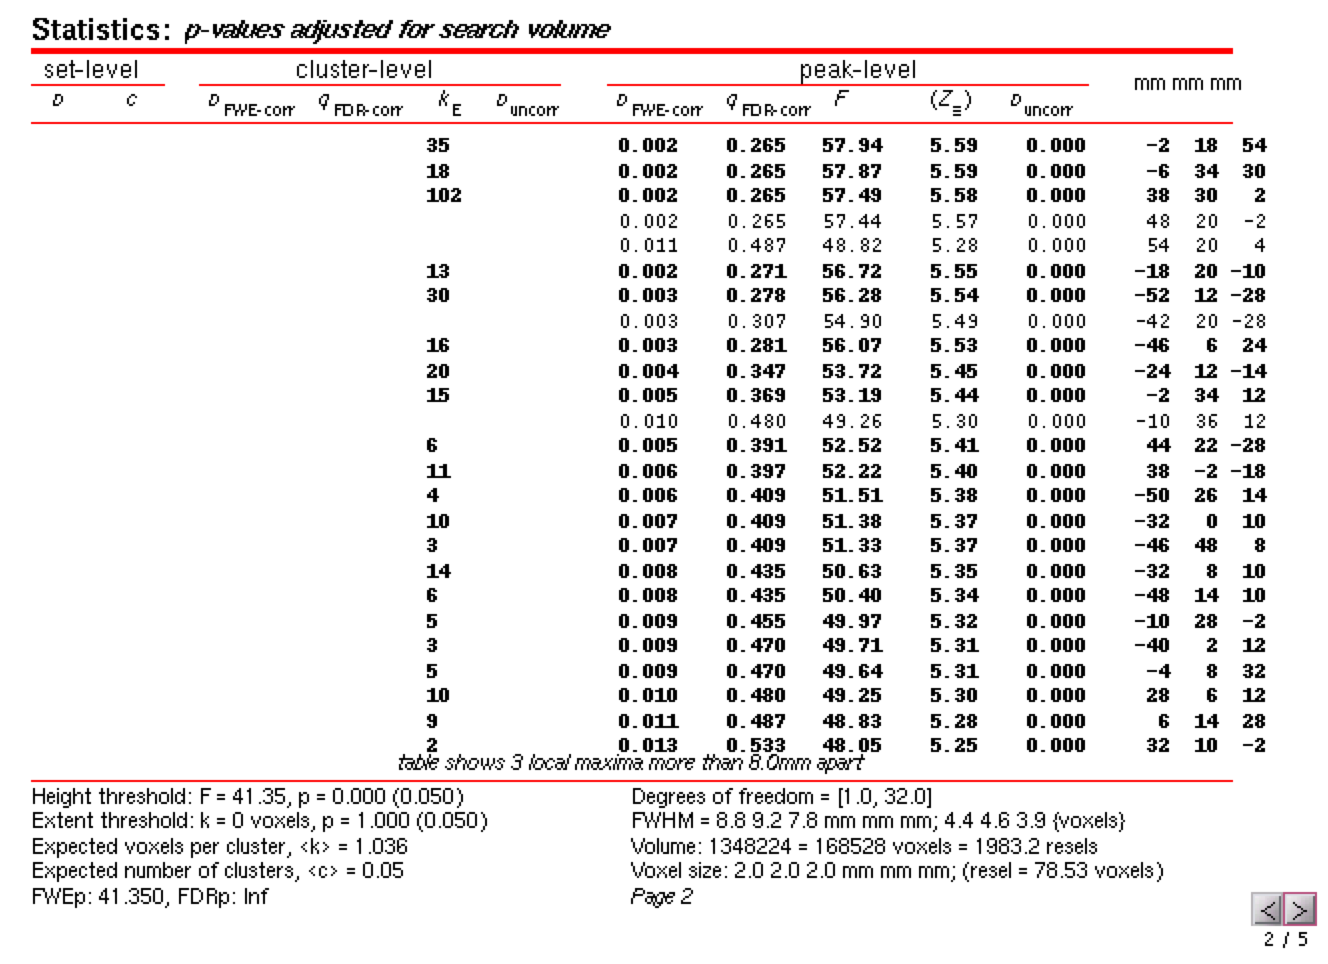 Statistics: p-values adjusted for search volume
set-level cluster-level peak-level mm mm mm
p c p FWE-corr q FDR-corr k E p uncorr p FWE-corr q FDR-corr F (Z≡) p uncorr
35 0.002 0.265 57.94 5.59 0.000 -2 18 54
18 0.002 0.265 57.87 5.59 0.000 -6 34 30
102 0.002 0.265 57.49 5.58 0.000 38 30 2
0.002 0.265 57.44 5.57 0.000 48 20 -2
0.011 0.487 48.82 5.28 0.000 54 20 4
13 0.002 0.271 56.72 5.55 0.000 -18 20 -10
30 0.003 0.278 56.28 5.54 0.000 -52 12 -28
0.003 0.307 54.90 5.49 0.000 -42 20 -28
16 0.003 0.281 56.07 5.53 0.000 -46 6 24
20 0.004 0.347 53.72 5.45 0.000 -24 12 -14
15 0.005 0.369 53.19 5.44 0.000 -2 34 12
0.010 0.480 49.26 5.30 0.000 -10 36 12
6 0.005 0.391 52.52 5.41 0.000 44 22 -28
11 0.006 0.397 52.22 5.40 0.000 38 -2 -18
4 0.006 0.409 51.51 5.38 0.000 -50 26 14
10 0.007 0.409 51.38 5.37 0.000 -32 0 10
3 0.007 0.409 51.33 5.37 0.000 -46 48 8
14 0.008 0.435 50.63 5.35 0.000 -32 8 10
6 0.008 0.435 50.40 5.34 0.000 -48 14 10
5 0.009 0.455 49.97 5.32 0.000 -10 28 -2
3 0.009 0.470 49.71 5.31 0.000 -40 2 12
5 0.009 0.470 49.64 5.31 0.000 -4 8 32
10 0.010 0.480 49.25 5.30 0.000 28 6 12
9 0.011 0.487 48.83 5.28 0.000 6 14 28
2 0.013 0.533 48.05 5.25 0.000 32 10 -2
table shows 3 local maxima more than 8.0mm apart
Height threshold: F = 41.35, p = 0.000 (0.050)
Extent threshold: k = 0 voxels, p = 1.000 (0.050)
Expected voxels per cluster, <k> = 1.036
Expected number of clusters, <c> = 0.05
FWEp: 41.350, FDRp: Inf
Degrees of freedom = [1.0, 32.0]
FWHM = 8.8 9.2 7.8 mm mm mm; 4.4 4.6 3.9 {voxels}
Volume: 1348224 = 168528 voxels = 1983.2 resels
Voxel size: 2.0 2.0 2.0 mm mm mm; (resel = 78.53 voxels)
Page 2
< >
2 / 5